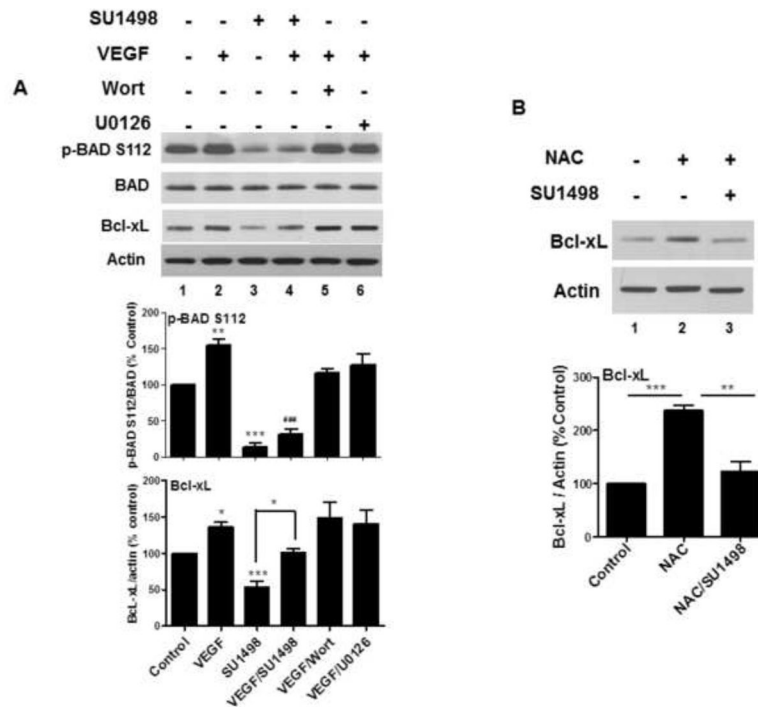 A
SU1498 - - + + 
VEGF - + - + + +
Wort - - - - +
U0126 - - - - - +
p-BAD S112
BAD
Bcl-xL
Actin
1 2 3 4 5 6
p-BAD S112
p-BAD S112/BAD (% Control)
200
150
100
50
0
**
***
###
Bcl-xL
BcL-xL/actin (% control)
200
150
100
50
0
*
***
*
Control
VEGF
SU1498
VEGF/SU1498
VEGF/Wort
VEGF/U0126
B
NAC - + +
SU1498 - - +
Bcl-xL
Actin
1 2 3
Bcl-xL
Bcl-xL / Actin (% Control)
300
200
100
0
***
**
Control
NAC
NAC/SU1498